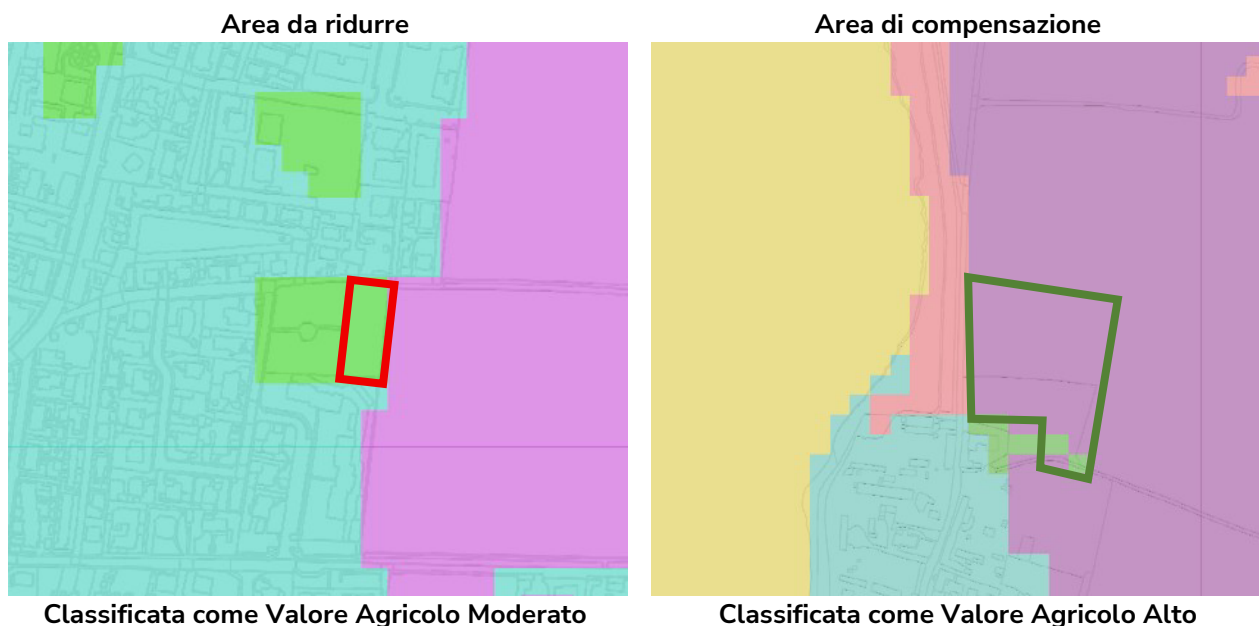 Area da ridurre
Area di compensazione
Classificata come Valore Agricolo Moderato
Classificata come Valore Agricolo Alto